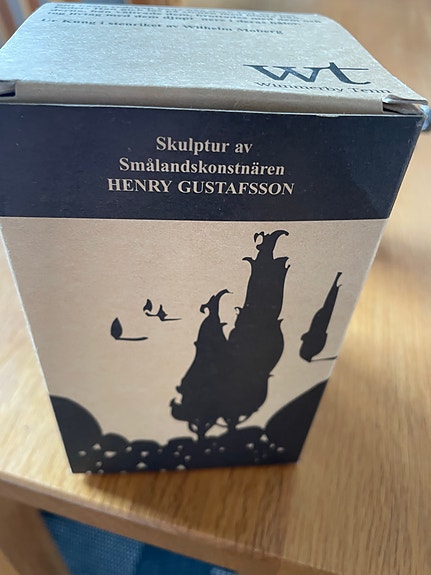 Ur Kung i stenriket av Wilhelm Moberg
wt
Wimmerby Tenn
Skulptur av
Smålandskonstnären
HENRY GUSTAFSSON